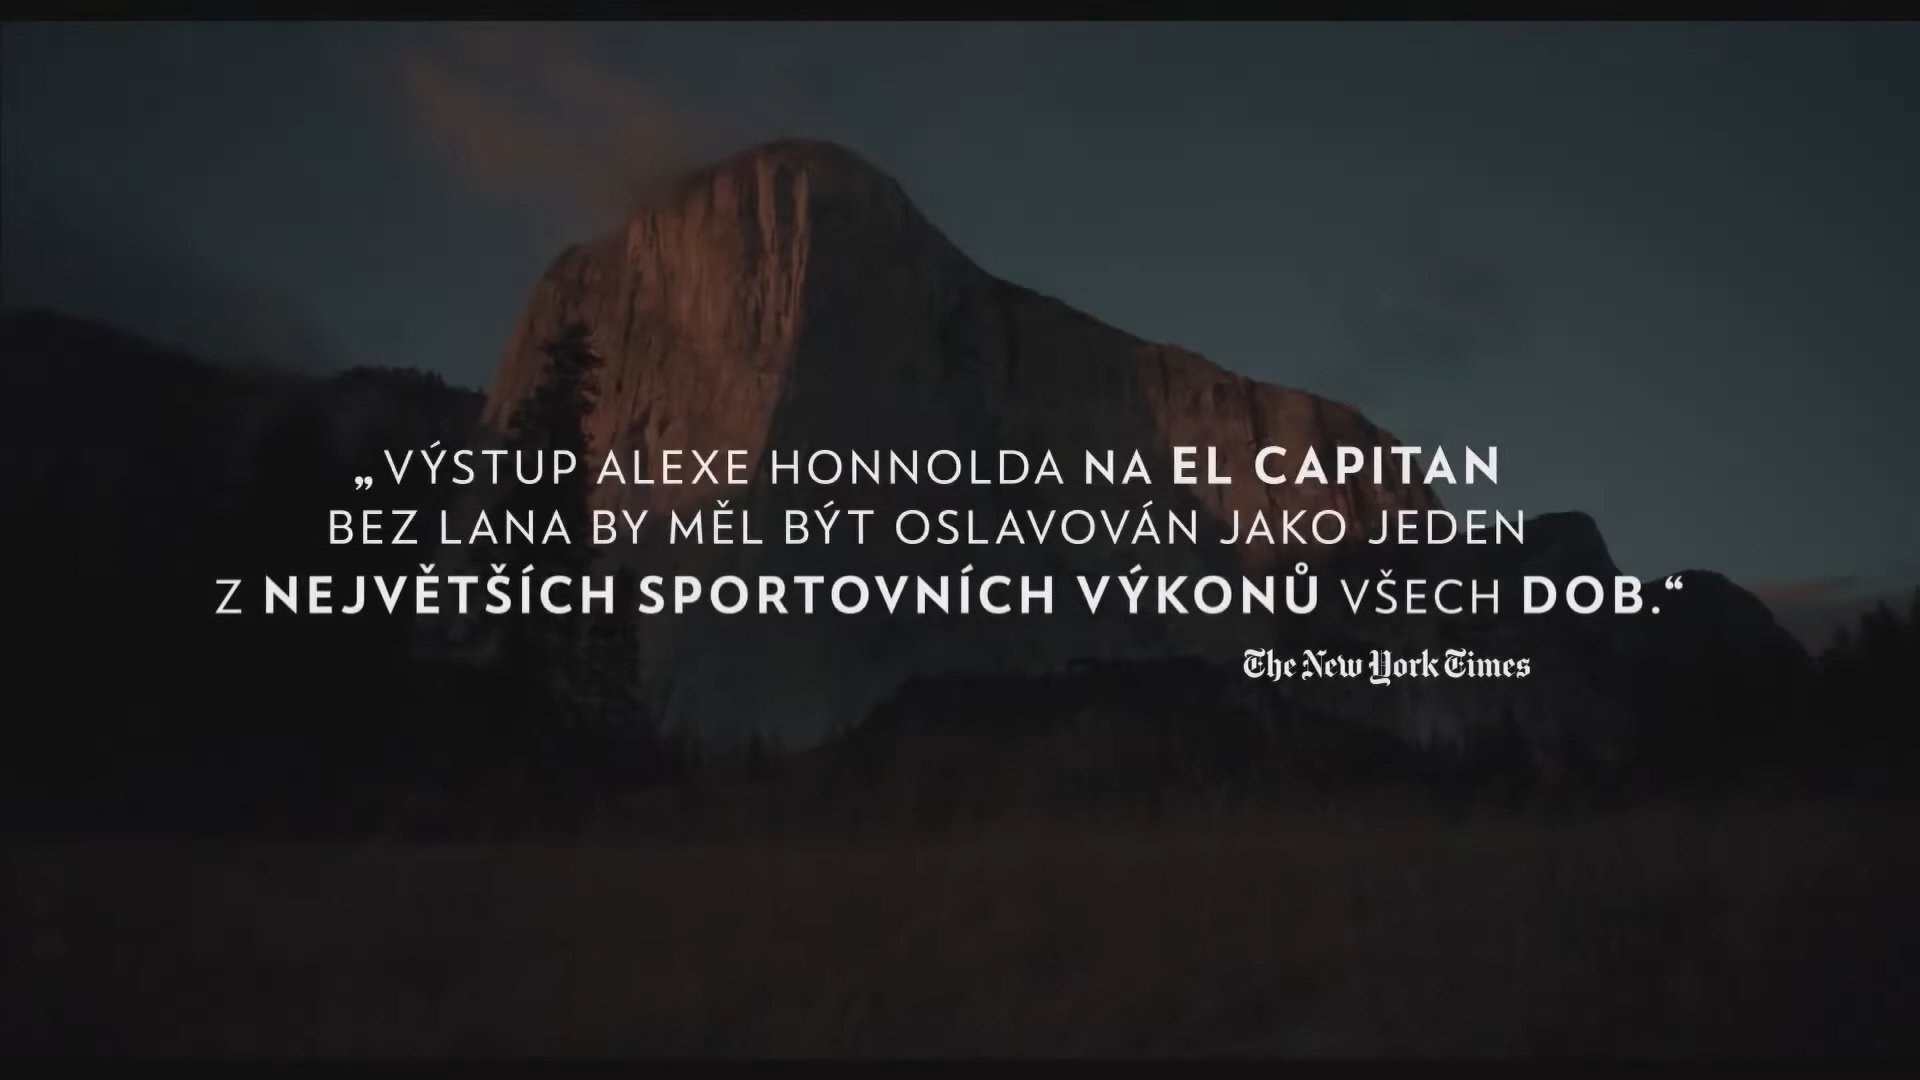 „VÝSTUP ALEXE HONNOLDA NA EL CAPITAN
BEZ LANA BY MĚL BÝT OSLAVOVÁN JAKO JEDEN
Z NEJVĚTŠÍCH SPORTOVNÍCH VÝKONŮ VŠECH DOB.“
The New York Times